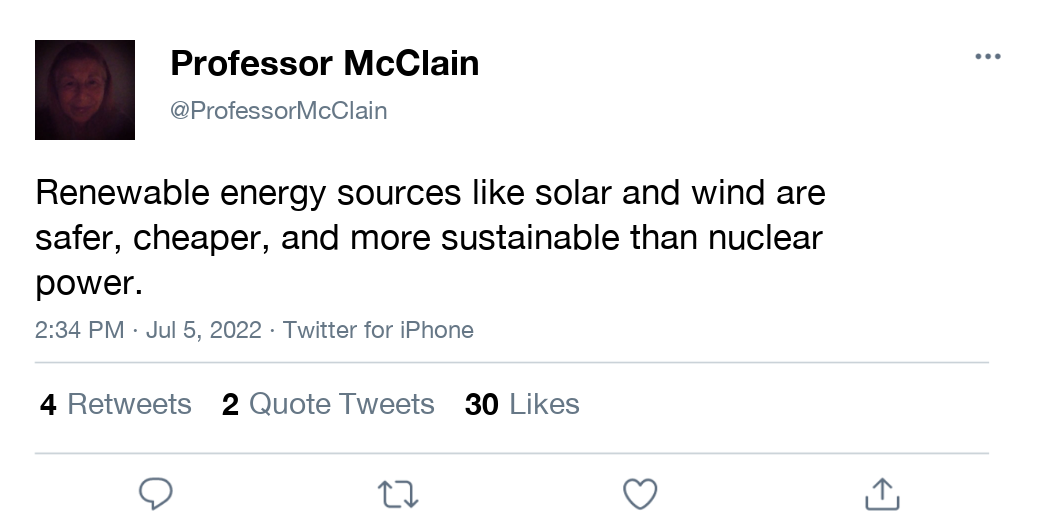 Professor McClain
@ProfessorMcClain
Renewable energy sources like solar and wind are
safer, cheaper, and more sustainable than nuclear
power.
2:34 PM · Jul 5, 2022 · Twitter for iPhone
4 Retweets 2 Quote Tweets 30 Likes